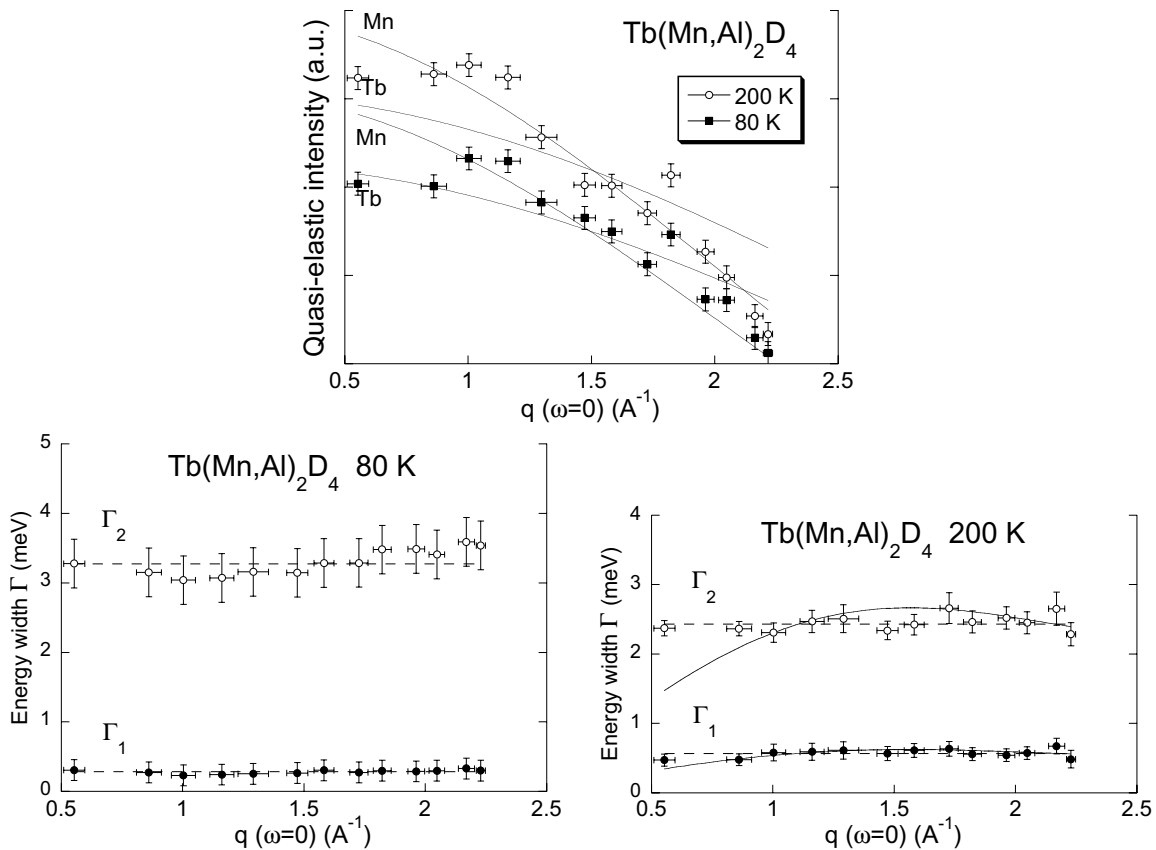 Tb(Mn,Al)₂D₄
Mn
Tb
Mn
Tb
200 K
80 K
Quasi-elastic intensity (a.u.)
0.5 1 1.5 2 2.5
q (ω=0) (A⁻¹)
Tb(Mn,Al)₂D₄ 80 K
Γ₂
Γ₁
Energy width Γ (meV)
5
4
3
2
1
0
0.5 1 1.5 2 2.5
q (ω=0) (A⁻¹)
Tb(Mn,Al)₂D₄ 200 K
Γ₂
Γ₁
Energy width Γ (meV)
4
3
2
1
0
0.5 1 1.5 2 2.5
q (ω=0) (A⁻¹)